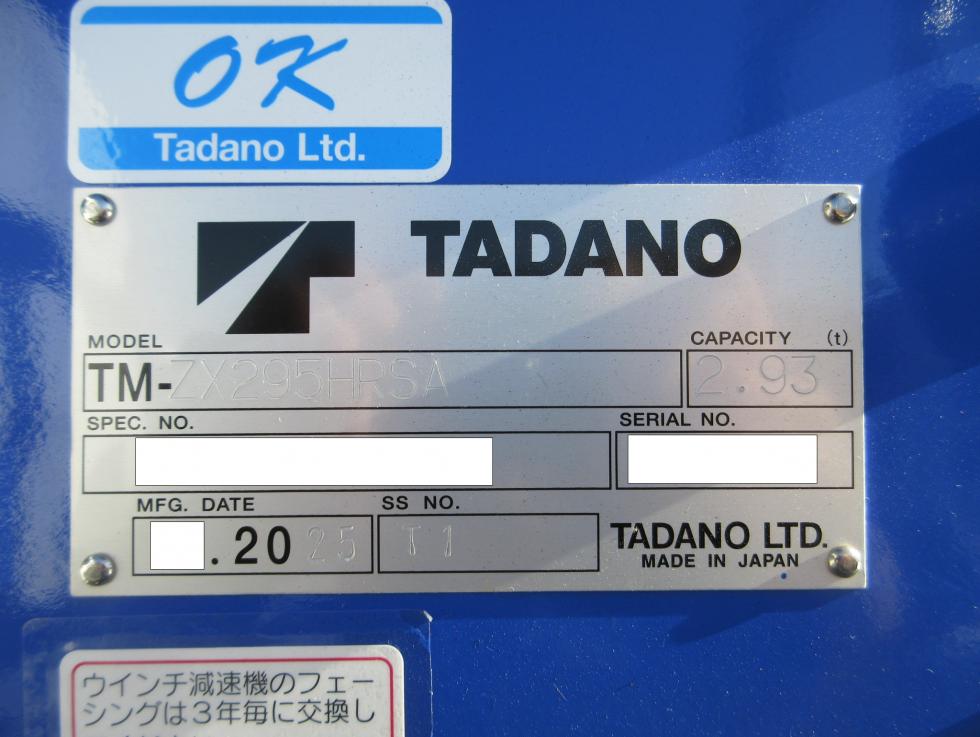 OK
Tadano Ltd.
TADANO
MODEL
CAPACITY (t)
TM-ZX295HRSA
2.93
SPEC. NO.
SERIAL NO.
MFG. DATE
SS NO.
.2025
T1
TADANO LTD.
MADE IN JAPAN
ウインチ減速機のフェー
シングは3年毎に交換し